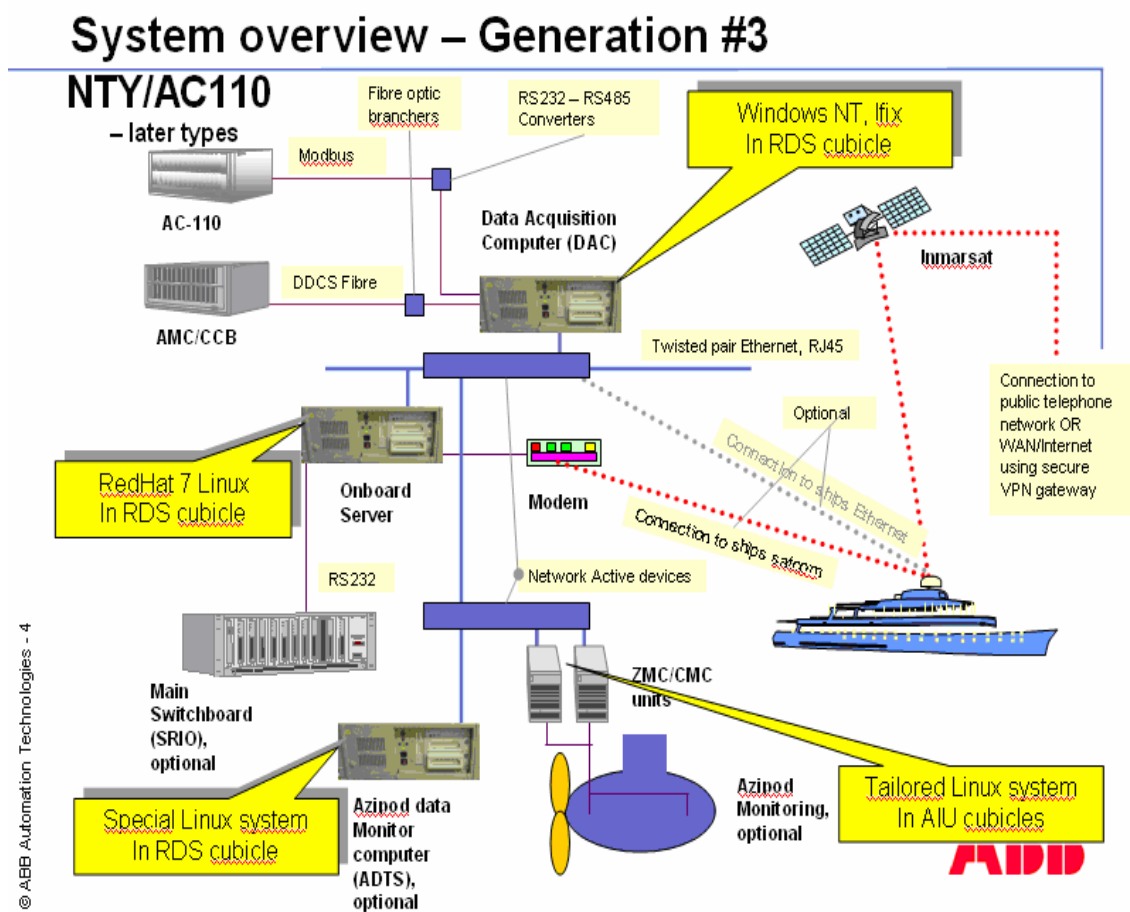 System overview – Generation #3
NTY/AC110
– later types
Fibre optic
branchers
RS232 – RS485
Converters
Windows NT, Ifix
In RDS cubicle
Modbus
AC-110
Data Acquisition
Computer (DAC)
Inmarsat
DDCS Fibre
AMC/CCB
Twisted pair Ethernet, RJ45
Connection to
public telephone
network OR
WAN/Internet
using secure
VPN gateway
Optional
Connection to ships Ethernet
RedHat 7 Linux
In RDS cubicle
Onboard
Server
Modem
Connection to ships satcom
RS232
Network Active devices
Main
Switchboard
(SRIO),
optional
ZMC/CMC
units
Special Linux system
In RDS cubicle
Azipod data
Monitor
computer
(ADTS),
optional
Azipod
Monitoring,
optional
Tailored Linux system
In AIU cubicles
ABB
© ABB Automation Technologies - 4